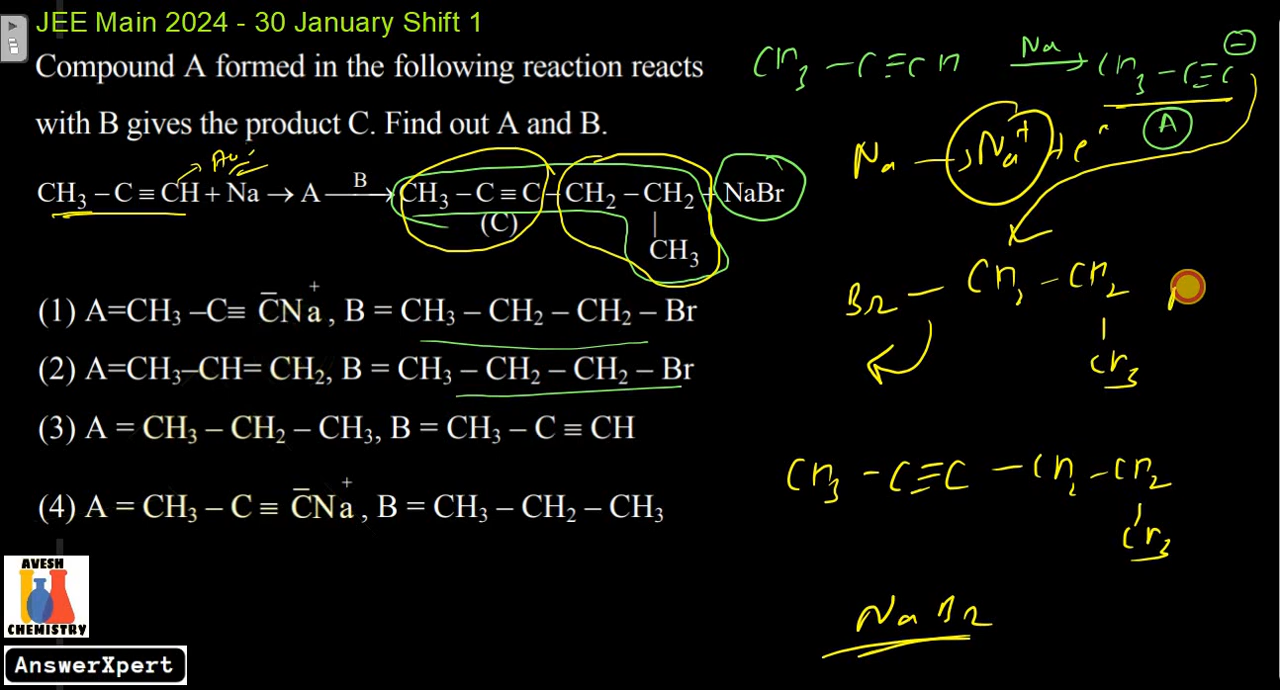 JEE Main 2024 - 30 January Shift 1
Compound A formed in the following reaction reacts
with B gives the product C. Find out A and B.
CH₃ – C ≡ CH + Na → A —B→ CH₃ – C ≡ C – CH₂ – CH₂ + NaBr
(C) | CH₃
(1) A=CH₃ –C≡ C̄Na⁺, B = CH₃ – CH₂ – CH₂ – Br
(2) A=CH₃–CH= CH₂, B = CH₃ – CH₂ – CH₂ – Br
(3) A = CH₃ – CH₂ – CH₃, B = CH₃ – C ≡ CH
(4) A = CH₃ – C ≡ C̄Na⁺, B = CH₃ – CH₂ – CH₃
AVESH
CHEMISTRY
AnswerXpert
CH₃ – C≡CH —Na→ CH₃ – C≡C⊖
A
Na → Na⁺ + e⁻
Br – CH₂ – CH₂
|
CH₃
CH₃ – C≡C – CH₂ – CH₂
|
CH₃
NaBr